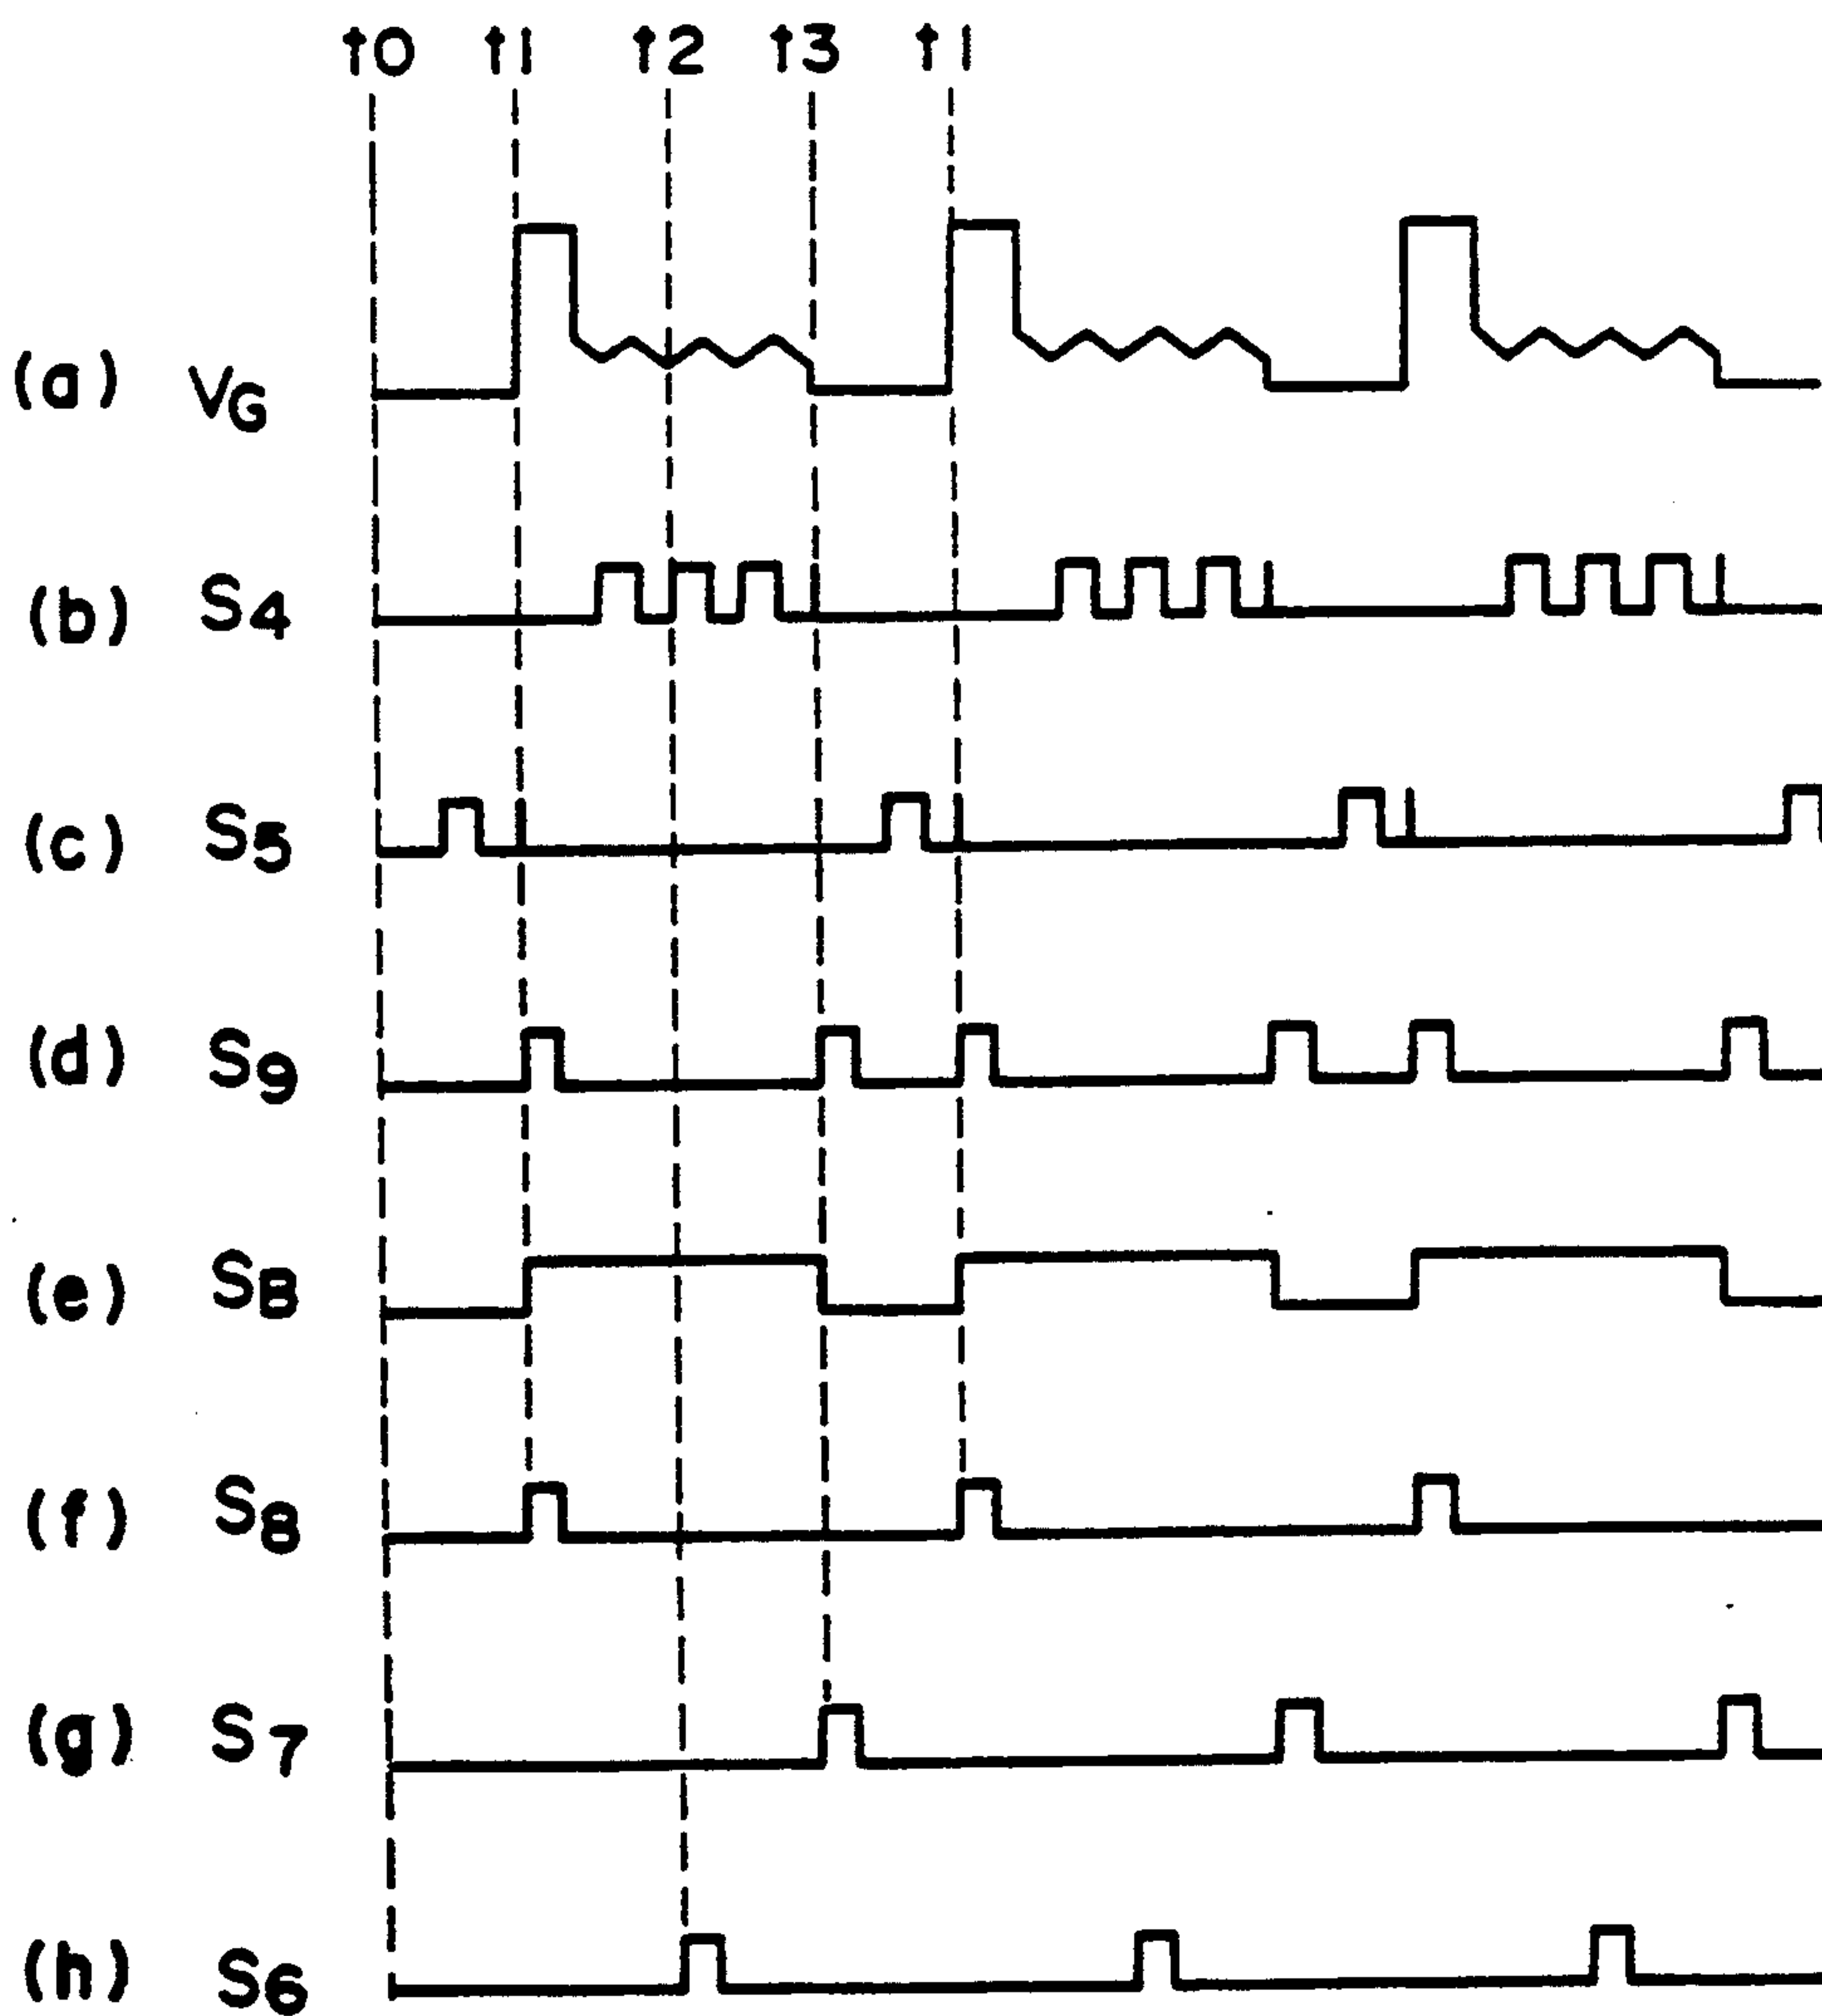 t0 t1 t2 t3 t1
(a) VG
(b) S4
(c) S5
(d) S9
(e) SB
(f) S8
(g) S7
(h) S6